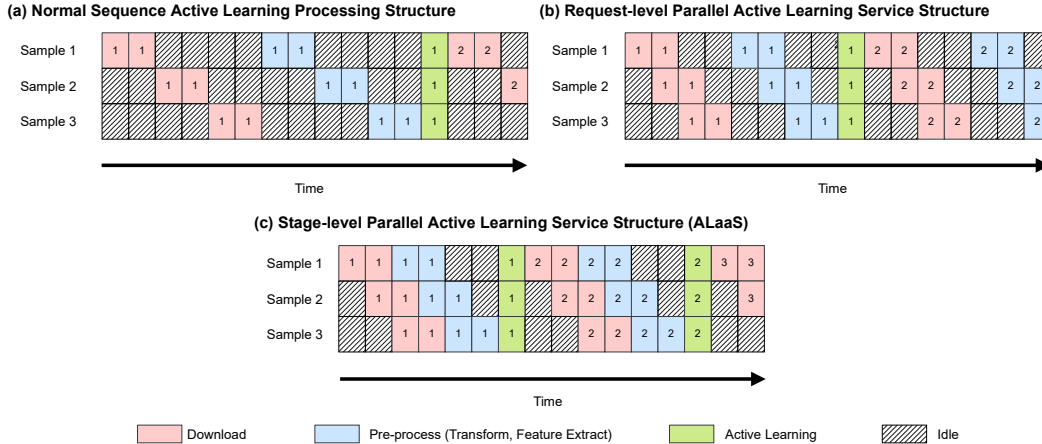 (a) Normal Sequence Active Learning Processing Structure
Sample 1 1 1 1 1 1 2 2
Sample 2 1 1 1 1 1 2
Sample 3 1 1 1 1 1
Time
(b) Request-level Parallel Active Learning Service Structure
Sample 1 1 1 1 1 1 2 2 2 2
Sample 2 1 1 1 1 1 2 2 2 2
Sample 3 1 1 1 1 1 2 2 2
Time
(c) Stage-level Parallel Active Learning Service Structure (ALaaS)
Sample 1 1 1 1 1 1 2 2 2 2 2 3 3
Sample 2 1 1 1 1 1 2 2 2 2 2 3
Sample 3 1 1 1 1 1 2 2 2 2 2
Time
Download
Pre-process (Transform, Feature Extract)
Active Learning
Idle